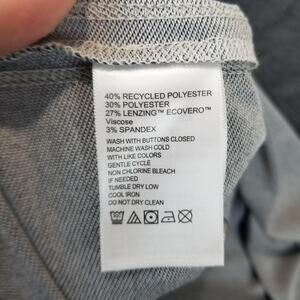 40% RECYCLED POLYESTER
30% POLYESTER
27% LENZING™ ECOVERO™
Viscose
3% SPANDEX
WASH WITH BUTTONS CLOSED
MACHINE WASH COLD
WITH LIKE COLORS
GENTLE CYCLE
NON CHLORINE BLEACH
IF NEEDED
TUMBLE DRY LOW
COOL IRON
DO NOT DRY CLEAN